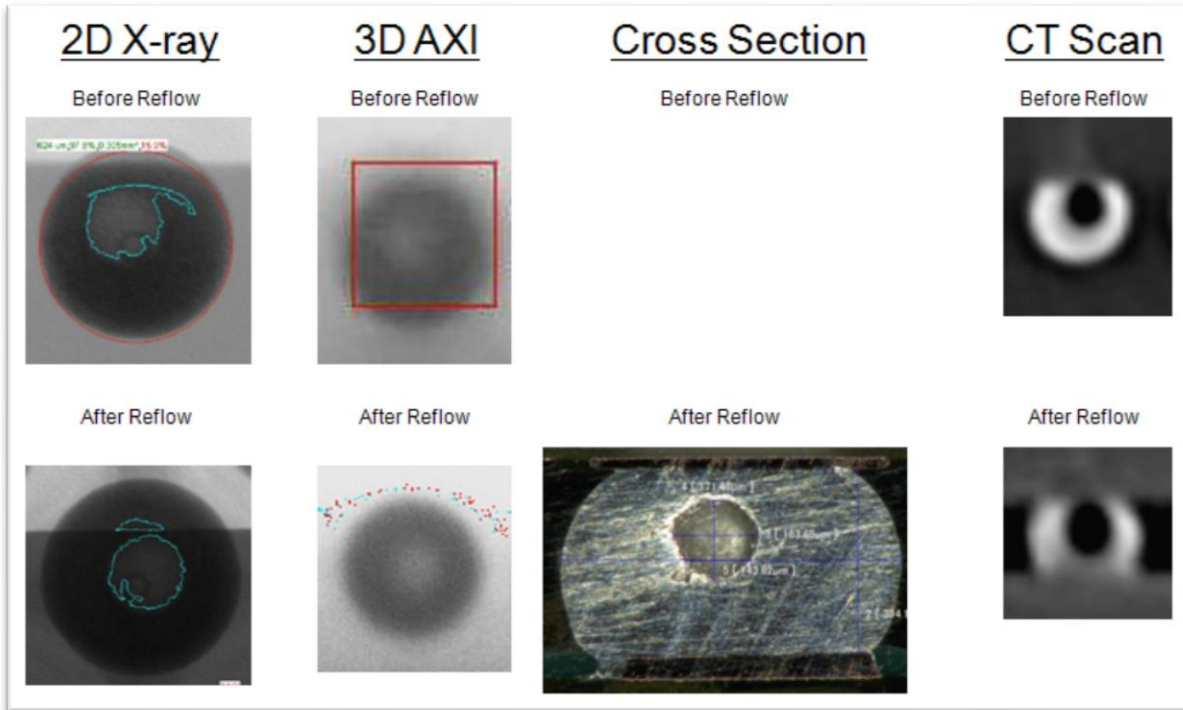 2D X-ray 3D AXI Cross Section CT Scan
Before Reflow Before Reflow Before Reflow Before Reflow
After Reflow After Reflow After Reflow After Reflow